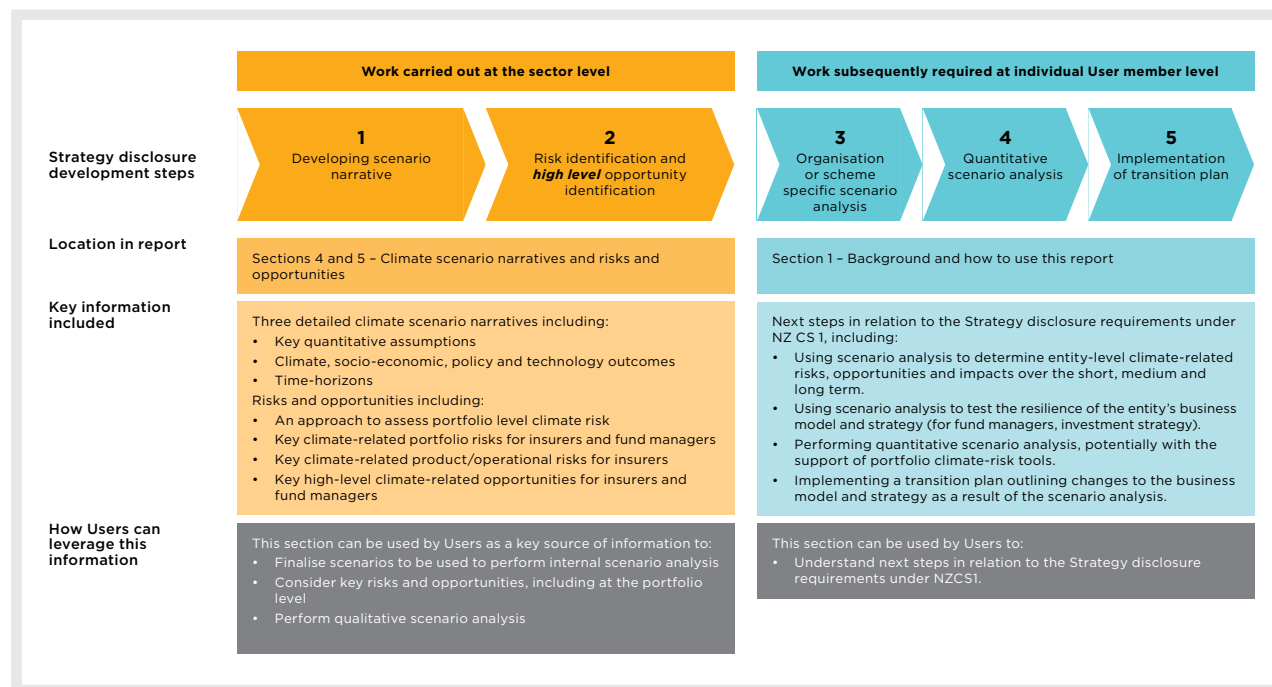 Work carried out at the sector level
Work subsequently required at individual User member level
Strategy disclosure
development steps
1
Developing scenario
narrative
2
Risk identification and
high level opportunity
identification
3
Organisation
or scheme
specific scenario
analysis
4
Quantitative
scenario analysis
5
Implementation
of transition plan
Location in report
Sections 4 and 5 – Climate scenario narratives and risks and
opportunities
Section 1 – Background and how to use this report
Key information
included
Three detailed climate scenario narratives including:
• Key quantitative assumptions
• Climate, socio-economic, policy and technology outcomes
• Time-horizons
Risks and opportunities including:
• An approach to assess portfolio level climate risk
• Key climate-related portfolio risks for insurers and fund managers
• Key climate-related product/operational risks for insurers
• Key high-level climate-related opportunities for insurers and
fund managers
Next steps in relation to the Strategy disclosure requirements under
NZ CS 1, including:
• Using scenario analysis to determine entity-level climate-related
risks, opportunities and impacts over the short, medium and
long term.
• Using scenario analysis to test the resilience of the entity's business
model and strategy (for fund managers, investment strategy).
• Performing quantitative scenario analysis, potentially with the
support of portfolio climate-risk tools.
• Implementing a transition plan outlining changes to the business
model and strategy as a result of the scenario analysis.
How Users can
leverage this
information
This section can be used by Users as a key source of information to:
• Finalise scenarios to be used to perform internal scenario analysis
• Consider key risks and opportunities, including at the portfolio
level
• Perform qualitative scenario analysis
This section can be used by Users to:
• Understand next steps in relation to the Strategy disclosure
requirements under NZCS1.